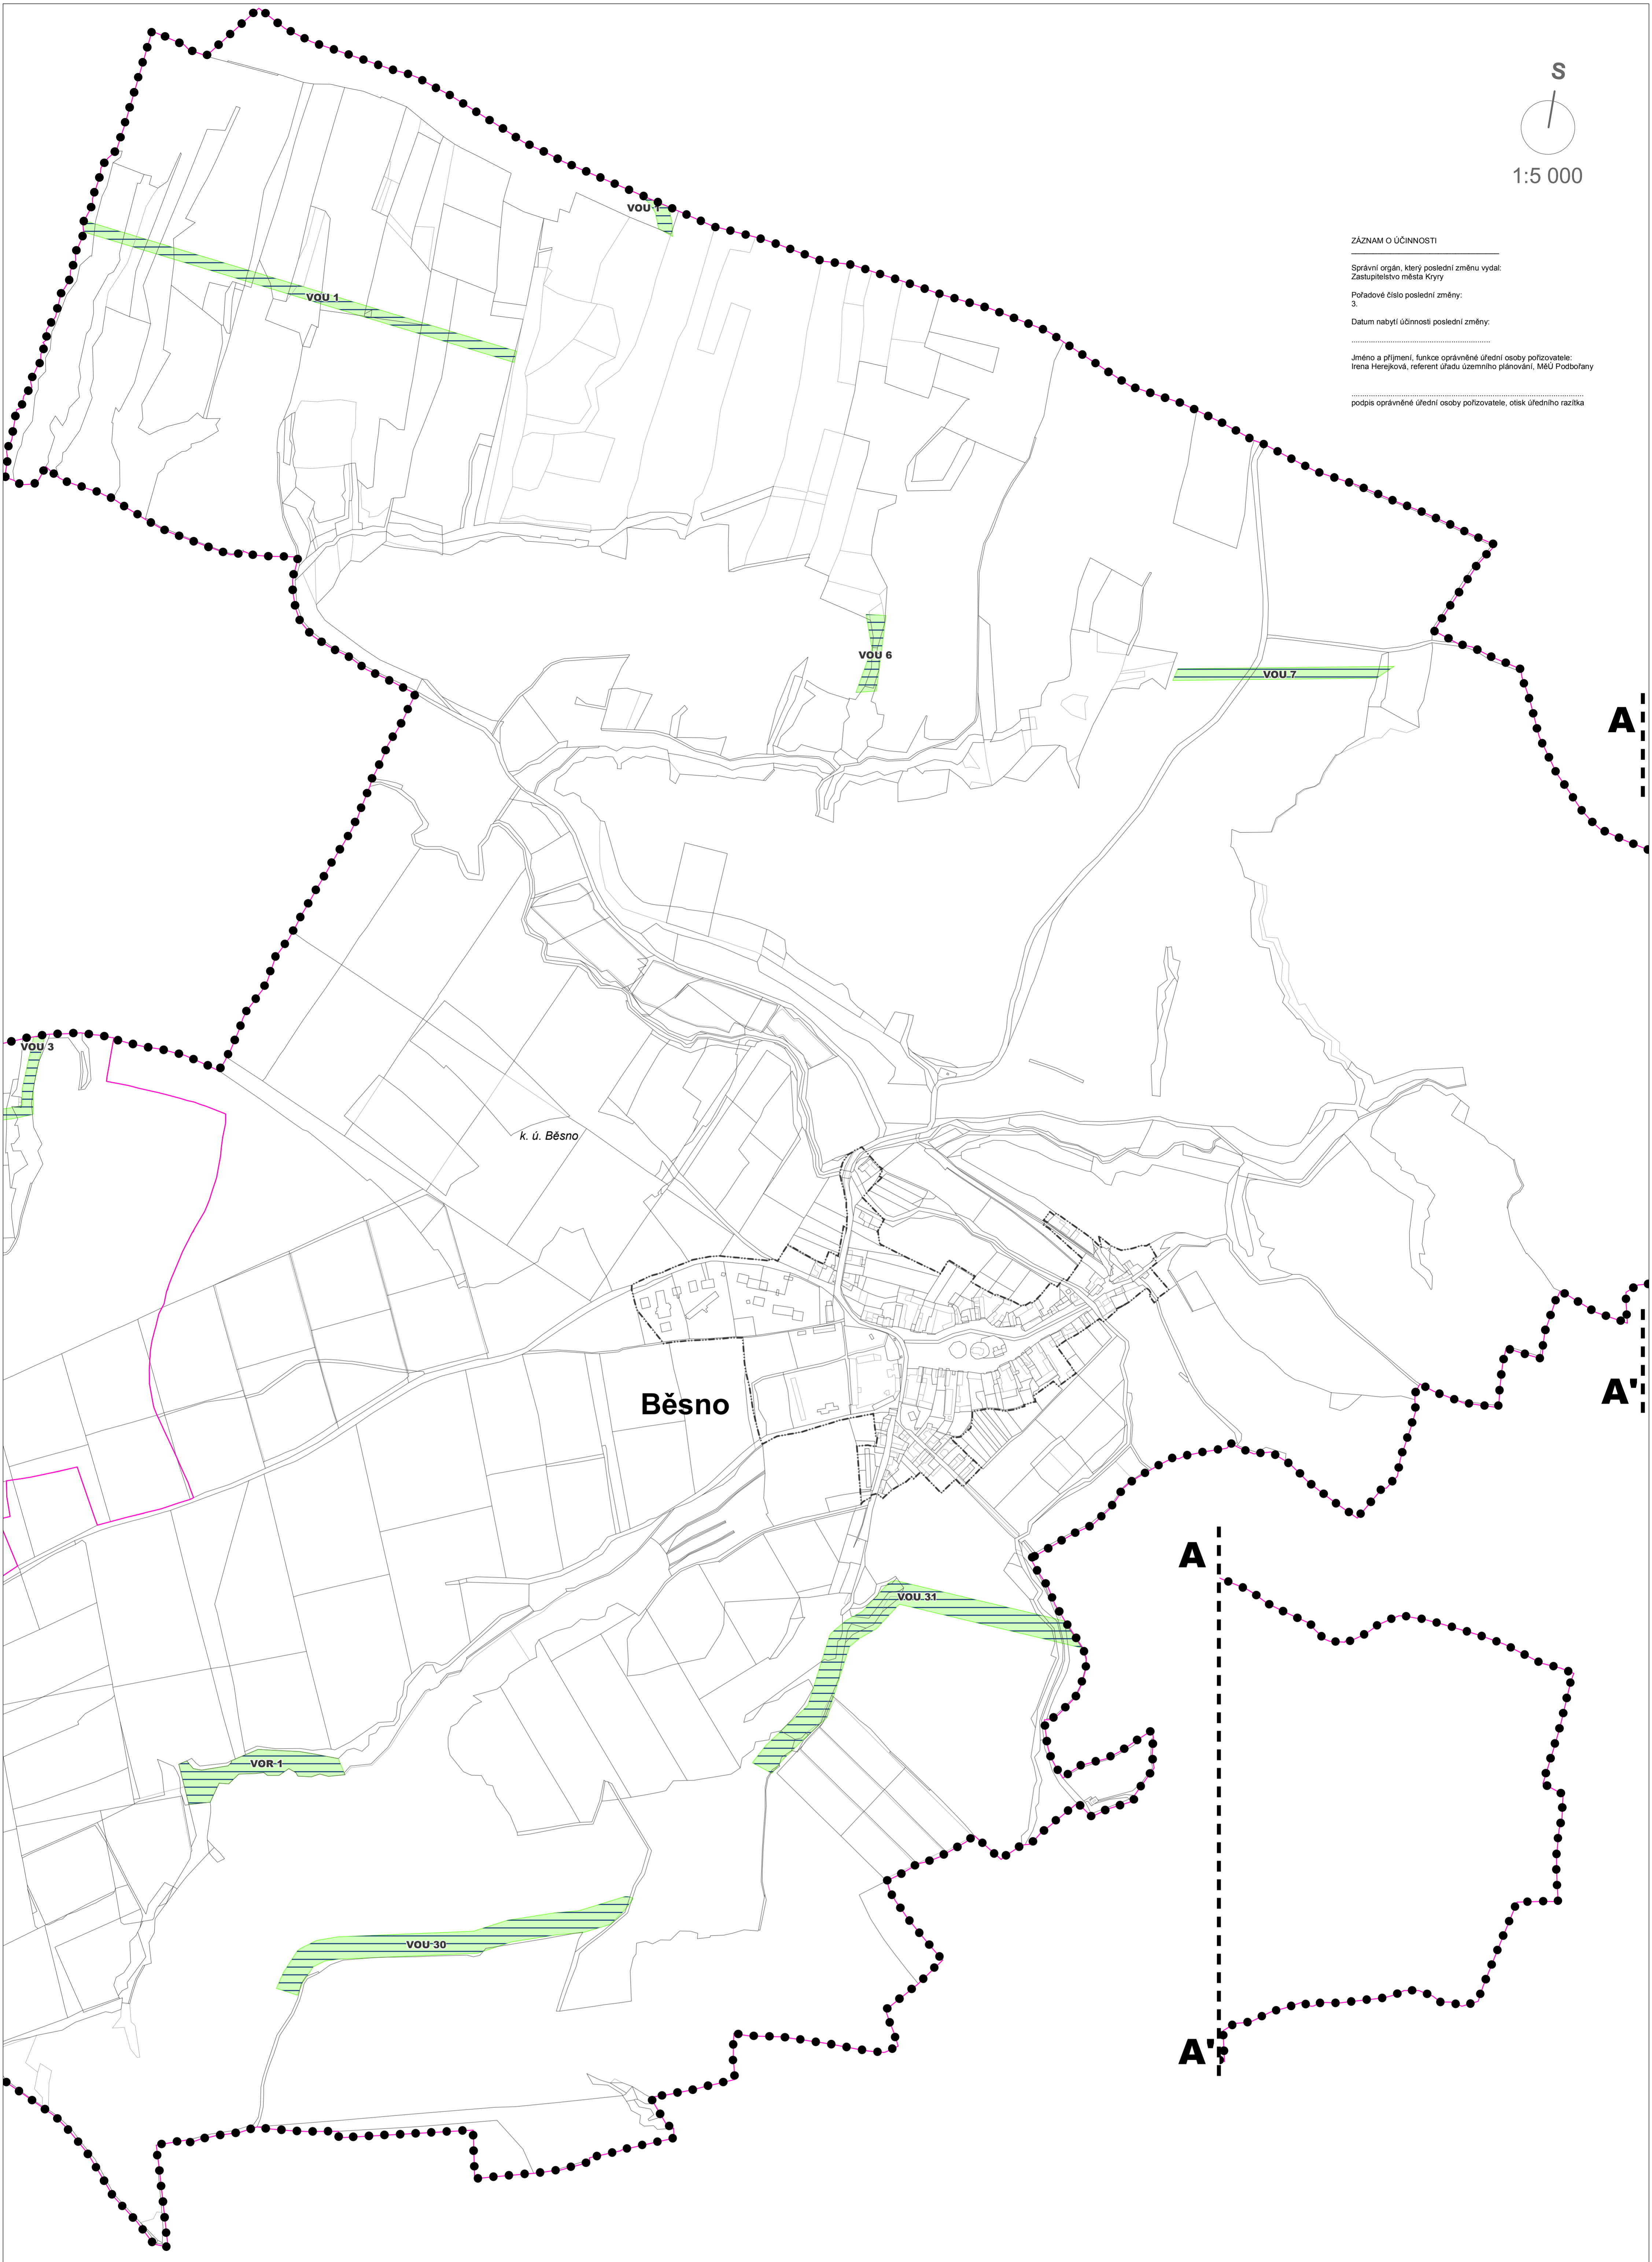 S
1:5 000
ZÁZNAM O ÚČINNOSTI
Správní orgán, který poslední změnu vydal:
Zastupitelstvo města Kryry
Pořadové číslo poslední změny:
3.
Datum nabytí účinnosti poslední změny:
Jméno a příjmení, funkce oprávněné úřední osoby pořizovatele:
Irena Herejková, referent úřadu územního plánování, MěÚ Podbořany
podpis oprávněné úřední osoby pořizovatele, otisk úředního razítka
VOU 1
VOU 1
VOU 6
VOU 7
A
VOU 3
k. ú. Běsno
Běsno
A'
A
VOU 31
VOR 1
VOU 30
A'